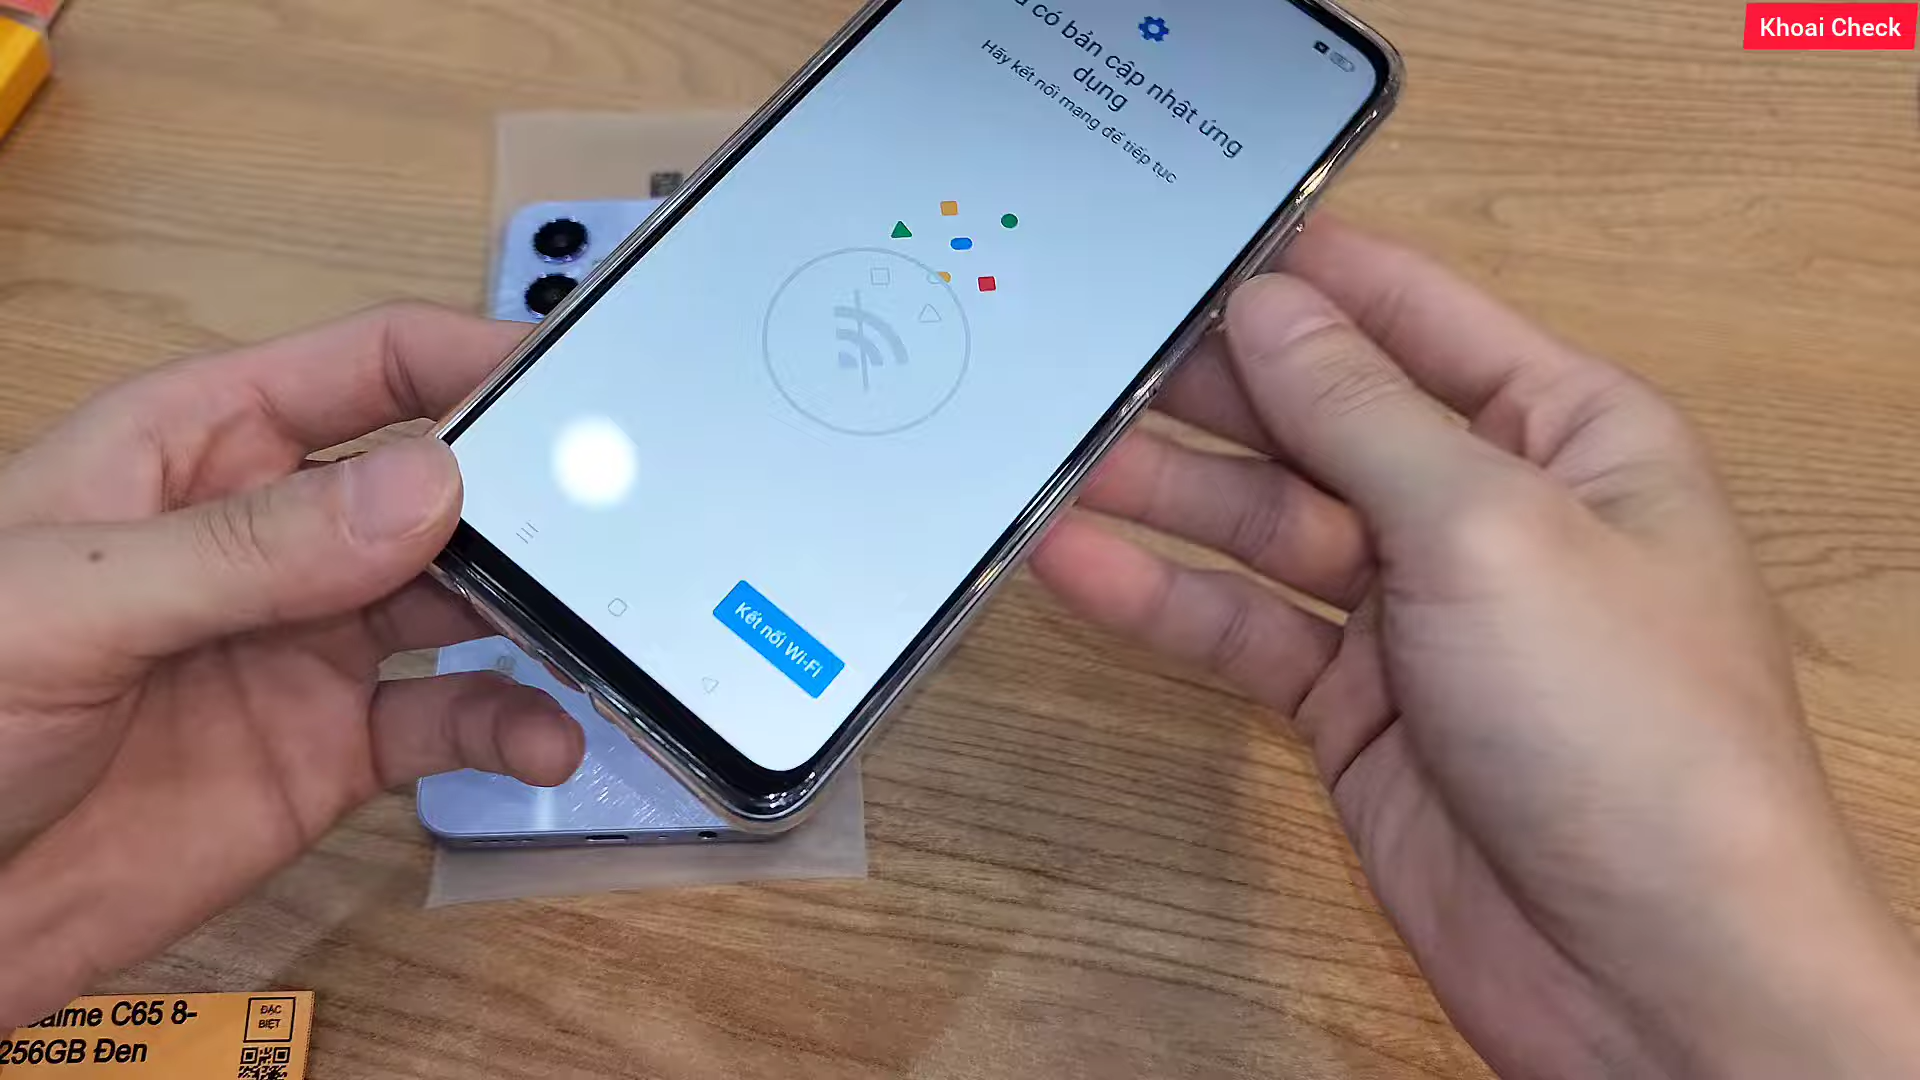 Khoai Check
có bản cập nhật ứng
dụng
Hãy kết nối mạng để tiếp tục
Kết nối Wi-Fi
C65 8-
256GB Đen
ĐẶC
BIỆT